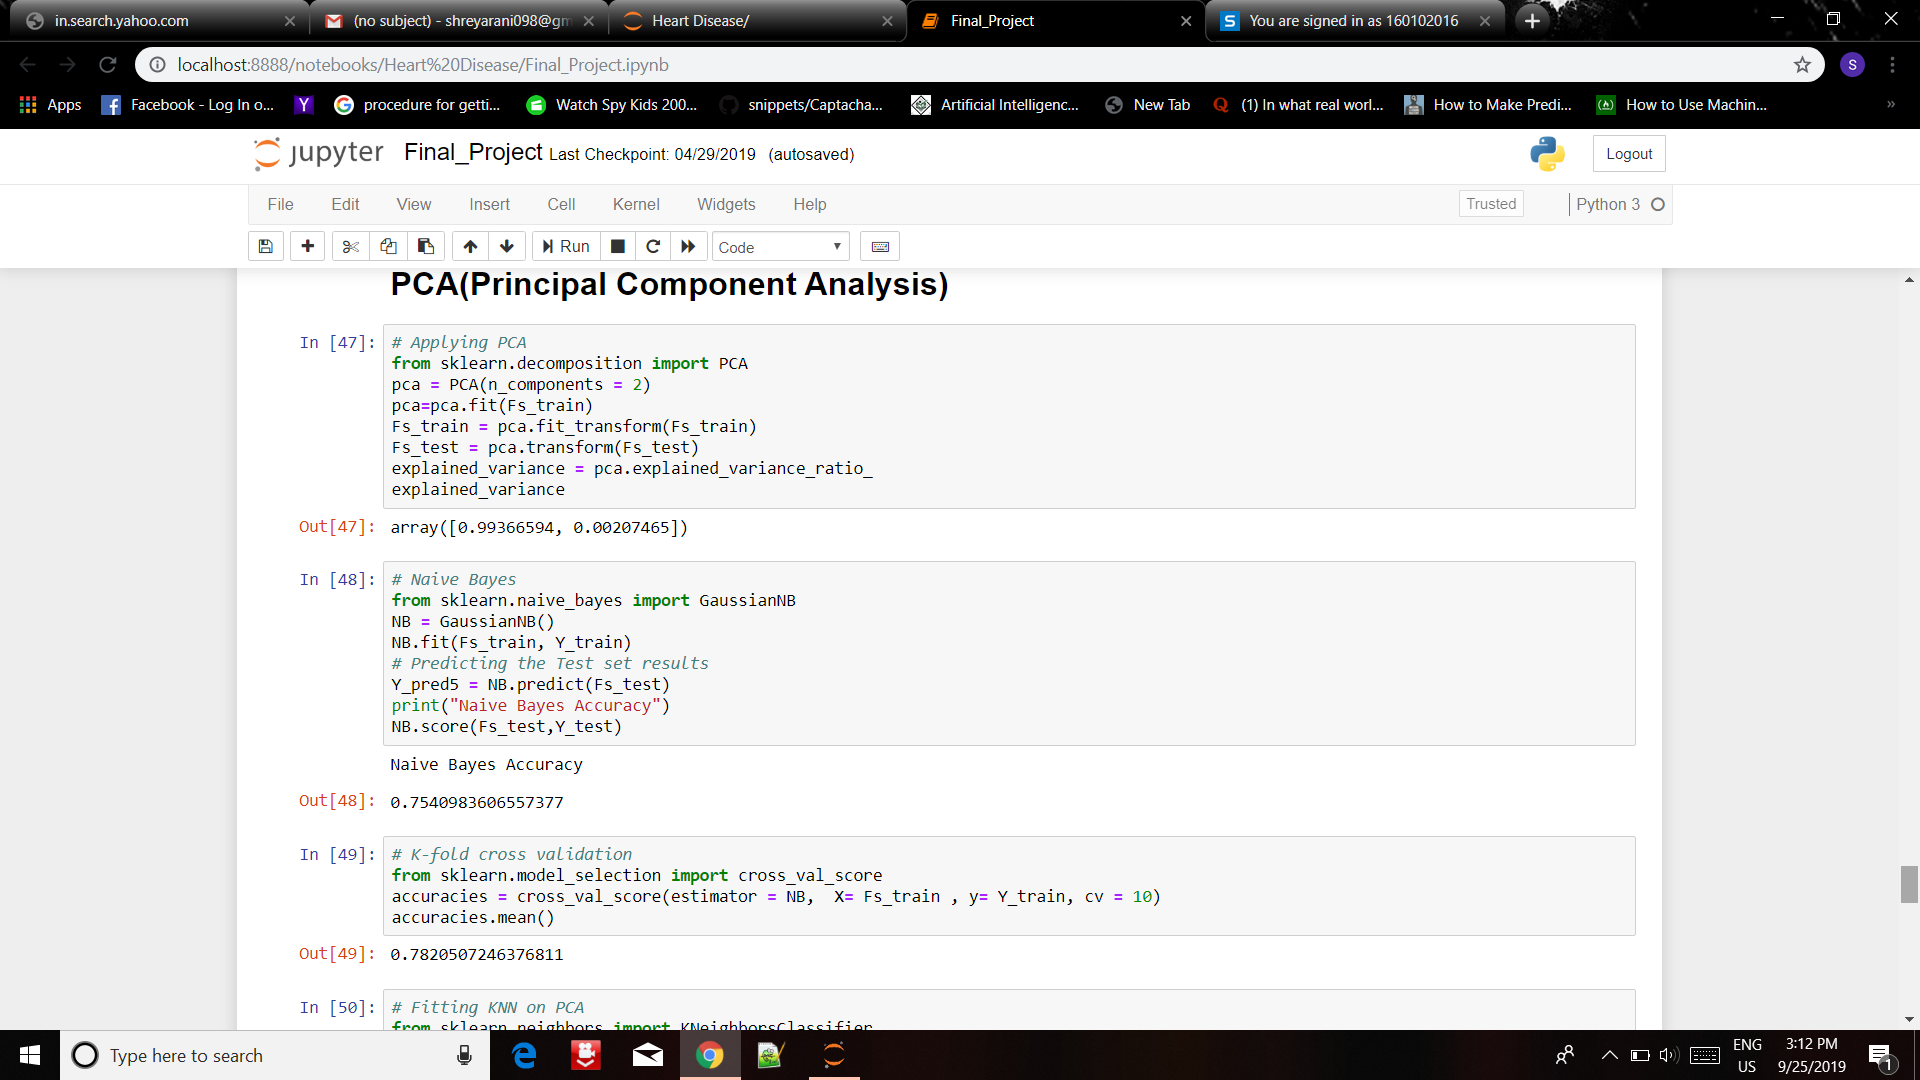 in.search.yahoo.com
(no subject) - shreyarani098@gm
Heart Disease/
Final_Project
S You are signed in as 160102016
localhost:8888/notebooks/Heart%20Disease/Final_Project.ipynb
S
Apps
Facebook - Log In o...
Y
procedure for getti...
Watch Spy Kids 200...
snippets/Captacha...
Artificial Intelligenc...
New Tab
(1) In what real worl...
How to Make Predi...
How to Use Machin...
»
jupyter Final_Project Last Checkpoint: 04/29/2019 (autosaved)
Logout
File Edit View Insert Cell Kernel Widgets Help
Trusted
Python 3
Run
Code
PCA(Principal Component Analysis)
In [47]: # Applying PCA
from sklearn.decomposition import PCA
pca = PCA(n_components = 2)
pca=pca.fit(Fs_train)
Fs_train = pca.fit_transform(Fs_train)
Fs_test = pca.transform(Fs_test)
explained_variance = pca.explained_variance_ratio_
explained_variance
Out[47]: array([0.99366594, 0.00207465])
In [48]: # Naive Bayes
from sklearn.naive_bayes import GaussianNB
NB = GaussianNB()
NB.fit(Fs_train, Y_train)
# Predicting the Test set results
Y_pred5 = NB.predict(Fs_test)
print("Naive Bayes Accuracy")
NB.score(Fs_test,Y_test)
Naive Bayes Accuracy
Out[48]: 0.7540983606557377
In [49]: # K-fold cross validation
from sklearn.model_selection import cross_val_score
accuracies = cross_val_score(estimator = NB,  X= Fs_train , y= Y_train, cv = 10)
accuracies.mean()
Out[49]: 0.7820507246376811
In [50]: # Fitting KNN on PCA
from sklearn.neighbors import KNeighborsClassifier
Type here to search
ENG
US
3:12 PM
9/25/2019
1